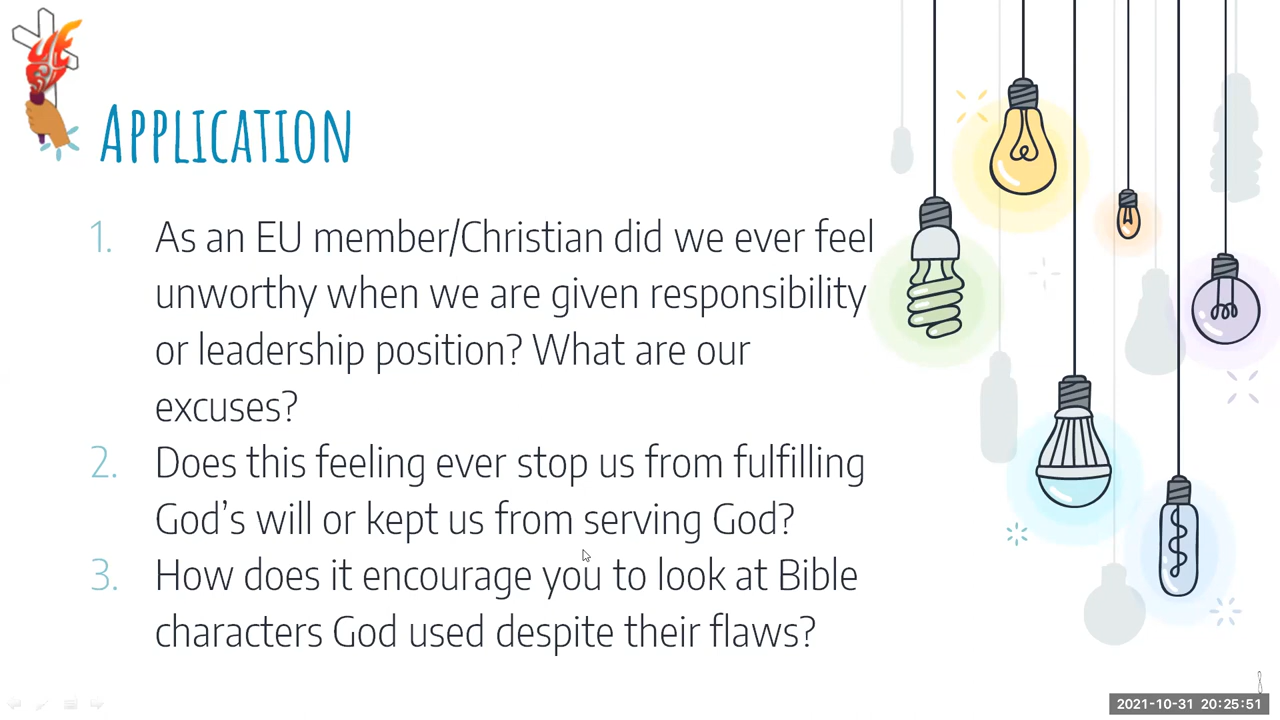 APPLICATION
1. As an EU member/Christian did we ever feel
unworthy when we are given responsibility
or leadership position? What are our
excuses?
2. Does this feeling ever stop us from fulfilling
God’s will or kept us from serving God?
3. How does it encourage you to look at Bible
characters God used despite their flaws?
2021-10-31 20:25:51